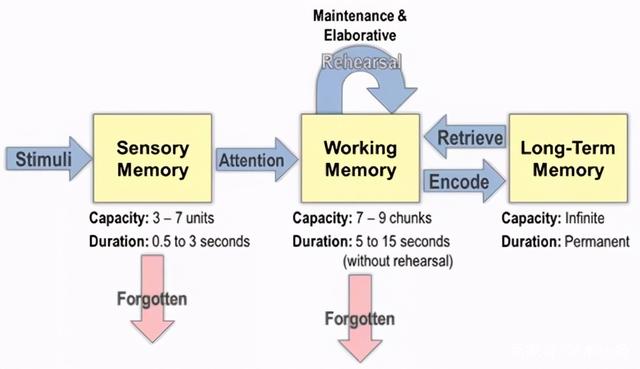 Maintenance &
Elaborative
Rehearsal
Stimuli
Sensory
Memory
Attention
Working
Memory
Retrieve
Encode
Long-Term
Memory
Capacity: 3 – 7 units
Duration: 0.5 to 3 seconds
Forgotten
Capacity: 7 – 9 chunks
Duration: 5 to 15 seconds
(without rehearsal)
Forgotten
Capacity: Infinite
Duration: Permanent